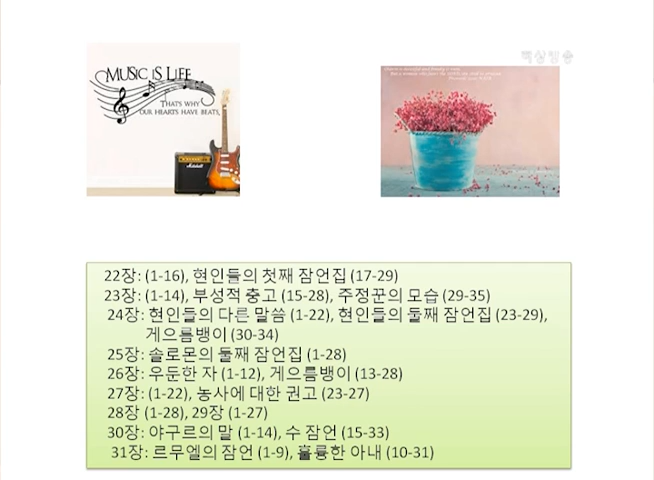 MUSIC IS LIFE
THAT'S WHY
OUR HEARTS HAVE BEATS.
Marshall
22장: (1-16), 현인들의 첫째 잠언집 (17-29)
23장: (1-14), 부성적 충고 (15-28), 주정꾼의 모습 (29-35)
24장: 현인들의 다른 말씀 (1-22), 현인들의 둘째 잠언집 (23-29),
게으름뱅이 (30-34)
25장: 솔로몬의 둘째 잠언집 (1-28)
26장: 우둔한 자 (1-12), 게으름뱅이 (13-28)
27장: (1-22), 농사에 대한 권고 (23-27)
28장 (1-28), 29장 (1-27)
30장: 야구르의 말 (1-14), 수 잠언 (15-33)
31장: 르무엘의 잠언 (1-9), 훌륭한 아내 (10-31)